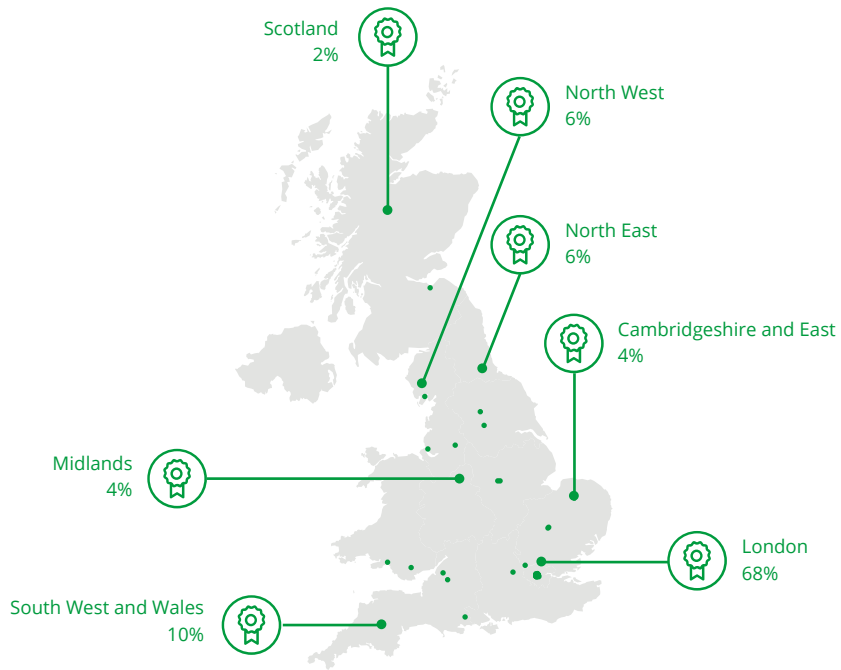 Scotland
2%
North West
6%
North East
6%
Cambridgeshire and East
4%
Midlands
4%
London
68%
South West and Wales
10%